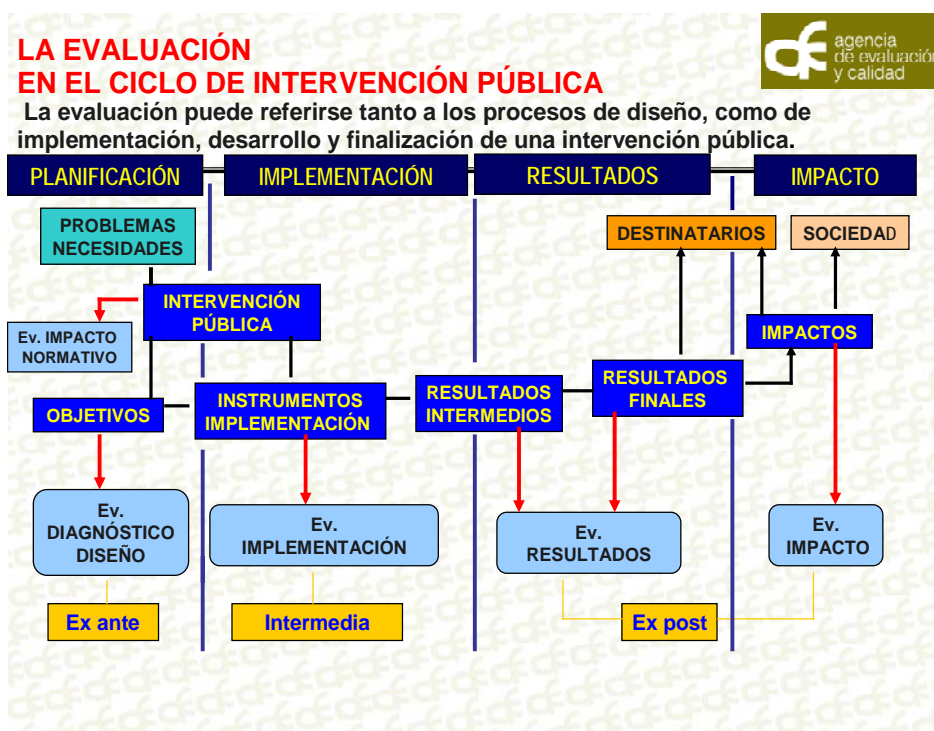 LA EVALUACIÓN
EN EL CICLO DE INTERVENCIÓN PÚBLICA
agencia
de evaluación
y calidad
La evaluación puede referirse tanto a los procesos de diseño, como de
implementación, desarrollo y finalización de una intervención pública.
PLANIFICACIÓN
IMPLEMENTACIÓN
RESULTADOS
IMPACTO
PROBLEMAS
NECESIDADES
DESTINATARIOS
SOCIEDAD
INTERVENCIÓN
PÚBLICA
Ev. IMPACTO
NORMATIVO
IMPACTOS
OBJETIVOS
INSTRUMENTOS
IMPLEMENTACIÓN
RESULTADOS
INTERMEDIOS
RESULTADOS
FINALES
Ev.
DIAGNÓSTICO
DISEÑO
Ev.
IMPLEMENTACIÓN
Ev.
RESULTADOS
Ev.
IMPACTO
Ex ante
Intermedia
Ex post